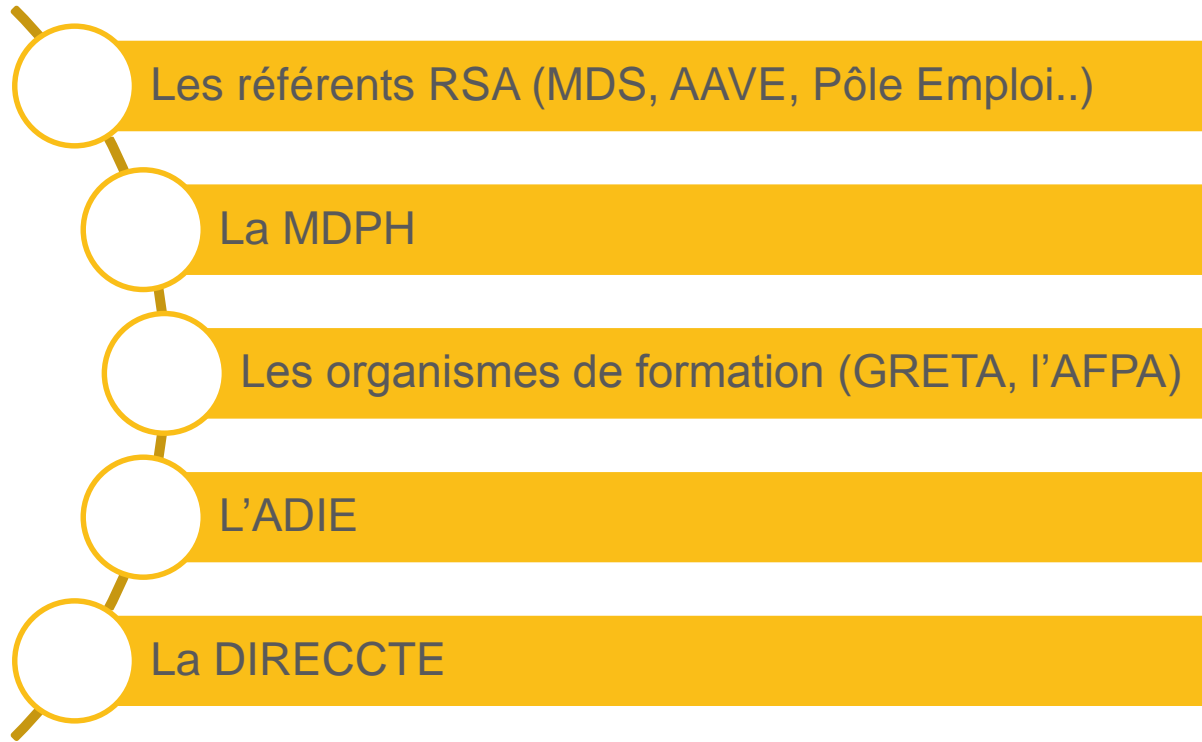 Les référents RSA (MDS, AAVE, Pôle Emploi..)
La MDPH
Les organismes de formation (GRETA, l’AFPA)
L’ADIE
La DIRECCTE